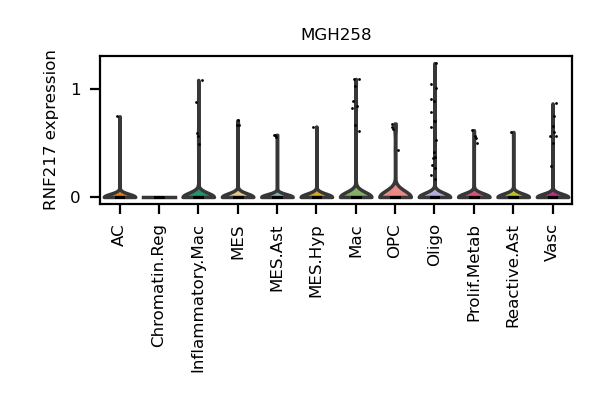 MGH258
RNF217 expression
1
0
AC
Chromatin.Reg
Inflammatory.Mac
MES
MES.Ast
MES.Hyp
Mac
OPC
Oligo
Prolif.Metab
Reactive.Ast
Vasc